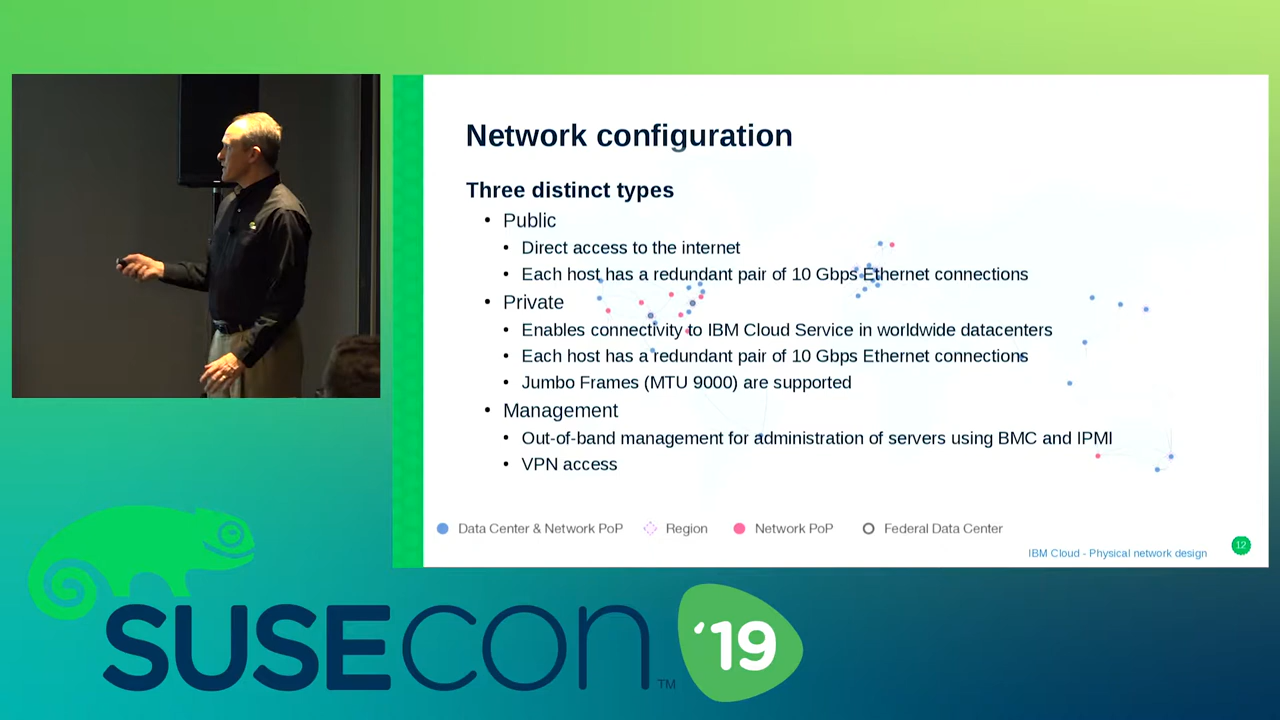 Network configuration
Three distinct types
• Public
• Direct access to the internet
• Each host has a redundant pair of 10 Gbps Ethernet connections
• Private
• Enables connectivity to IBM Cloud Service in worldwide datacenters
• Each host has a redundant pair of 10 Gbps Ethernet connections
• Jumbo Frames (MTU 9000) are supported
• Management
• Out-of-band management for administration of servers using BMC and IPMI
• VPN access
Data Center & Network PoP Region Network PoP Federal Data Center
IBM Cloud - Physical network design 12
SUSECON TM '19